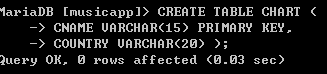 MariaDB [musicapp]> CREATE TABLE CHART (
-> CNAME VARCHAR(15) PRIMARY KEY,
-> COUNTRY VARCHAR(20) );
Query OK, 0 rows affected (0.03 sec)